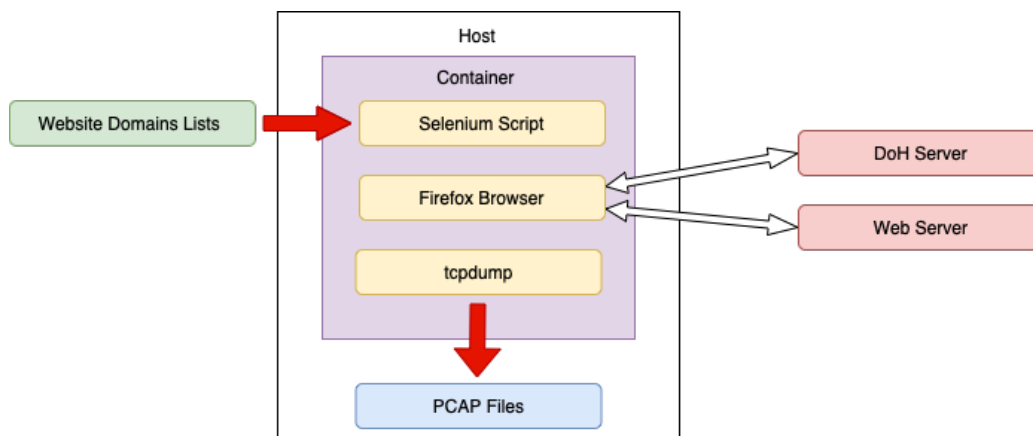 Host
Container
Website Domains Lists
Selenium Script
DoH Server
Firefox Browser
Web Server
tcpdump
PCAP Files